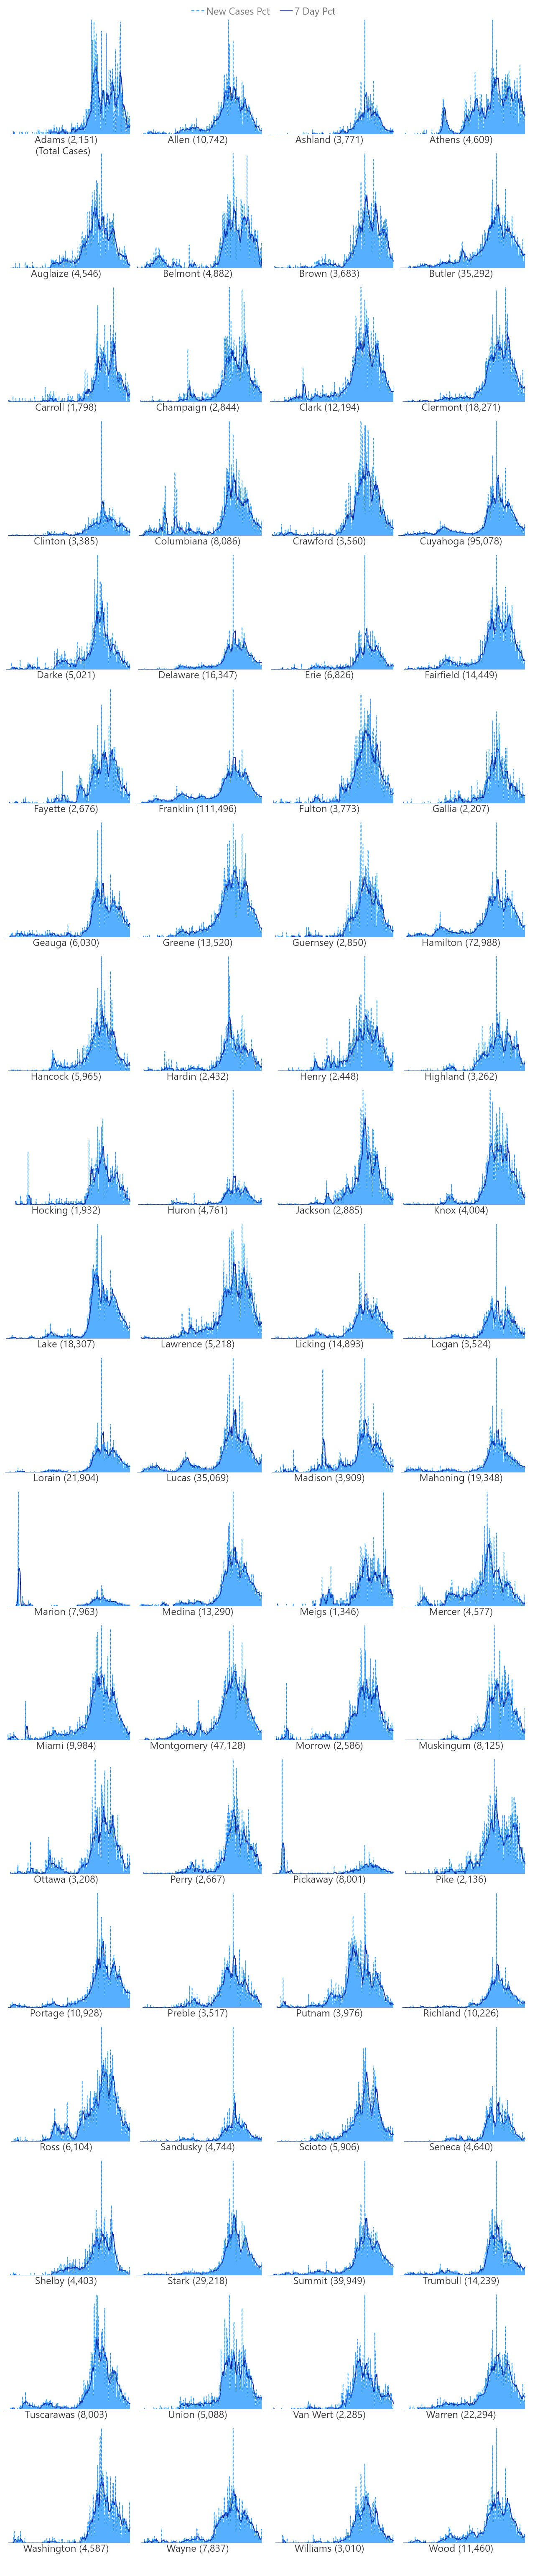 New Cases Pct 7 Day Pct
Adams (2,151) Allen (10,742) Ashland (3,771) Athens (4,609)
(Total Cases)
Auglaize (4,546) Belmont (4,882) Brown (3,683) Butler (35,292)
Carroll (1,798) Champaign (2,844) Clark (12,194) Clermont (18,271)
Clinton (3,385) Columbiana (8,086) Crawford (3,560) Cuyahoga (95,078)
Darke (5,021) Delaware (16,347) Erie (6,826) Fairfield (14,449)
Fayette (2,676) Franklin (111,496) Fulton (3,773) Gallia (2,207)
Geauga (6,030) Greene (13,520) Guernsey (2,850) Hamilton (72,988)
Hancock (5,965) Hardin (2,432) Henry (2,448) Highland (3,262)
Hocking (1,932) Huron (4,761) Jackson (2,885) Knox (4,004)
Lake (18,307) Lawrence (5,218) Licking (14,893) Logan (3,524)
Lorain (21,904) Lucas (35,069) Madison (3,909) Mahoning (19,348)
Marion (7,963) Medina (13,290) Meigs (1,346) Mercer (4,577)
Miami (9,984) Montgomery (47,128) Morrow (2,586) Muskingum (8,125)
Ottawa (3,208) Perry (2,667) Pickaway (8,001) Pike (2,136)
Portage (10,928) Preble (3,517) Putnam (3,976) Richland (10,226)
Ross (6,104) Sandusky (4,744) Scioto (5,906) Seneca (4,640)
Shelby (4,403) Stark (29,218) Summit (39,949) Trumbull (14,239)
Tuscarawas (8,003) Union (5,088) Van Wert (2,285) Warren (22,294)
Washington (4,587) Wayne (7,837) Williams (3,010) Wood (11,460)